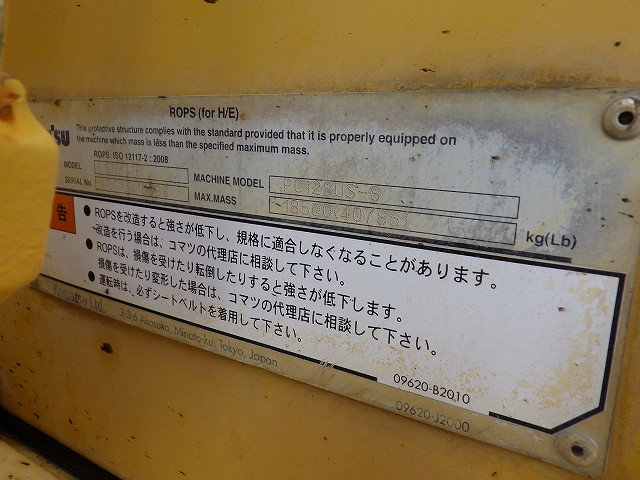 ROPS (for H/E)
This protective structure complies with the standard provided that it is properly equipped on
the machine which mass is less than the specified maximum mass.
ROPS: ISO 12117-2 : 2008
MODEL
SERIAL No.
MACHINE MODEL PC128US-8
MAX.MASS 18500(40785) kg(Lb)
告
● ROPSを改造すると強さが低下し、規格に適合しなくなることがあります。
改造を行う場合は、コマツの代理店に相談して下さい。
● ROPSは、損傷を受けたり転倒したりすると強さが低下します。
損傷を受けたり変形した場合は、コマツの代理店に相談して下さい。
● 運転時は、必ずシートベルトを着用して下さい。
Komatsu Ltd.
2-3-6 Akasaka, Minato-ku, Tokyo, Japan
09620-B2010
09620-J2000